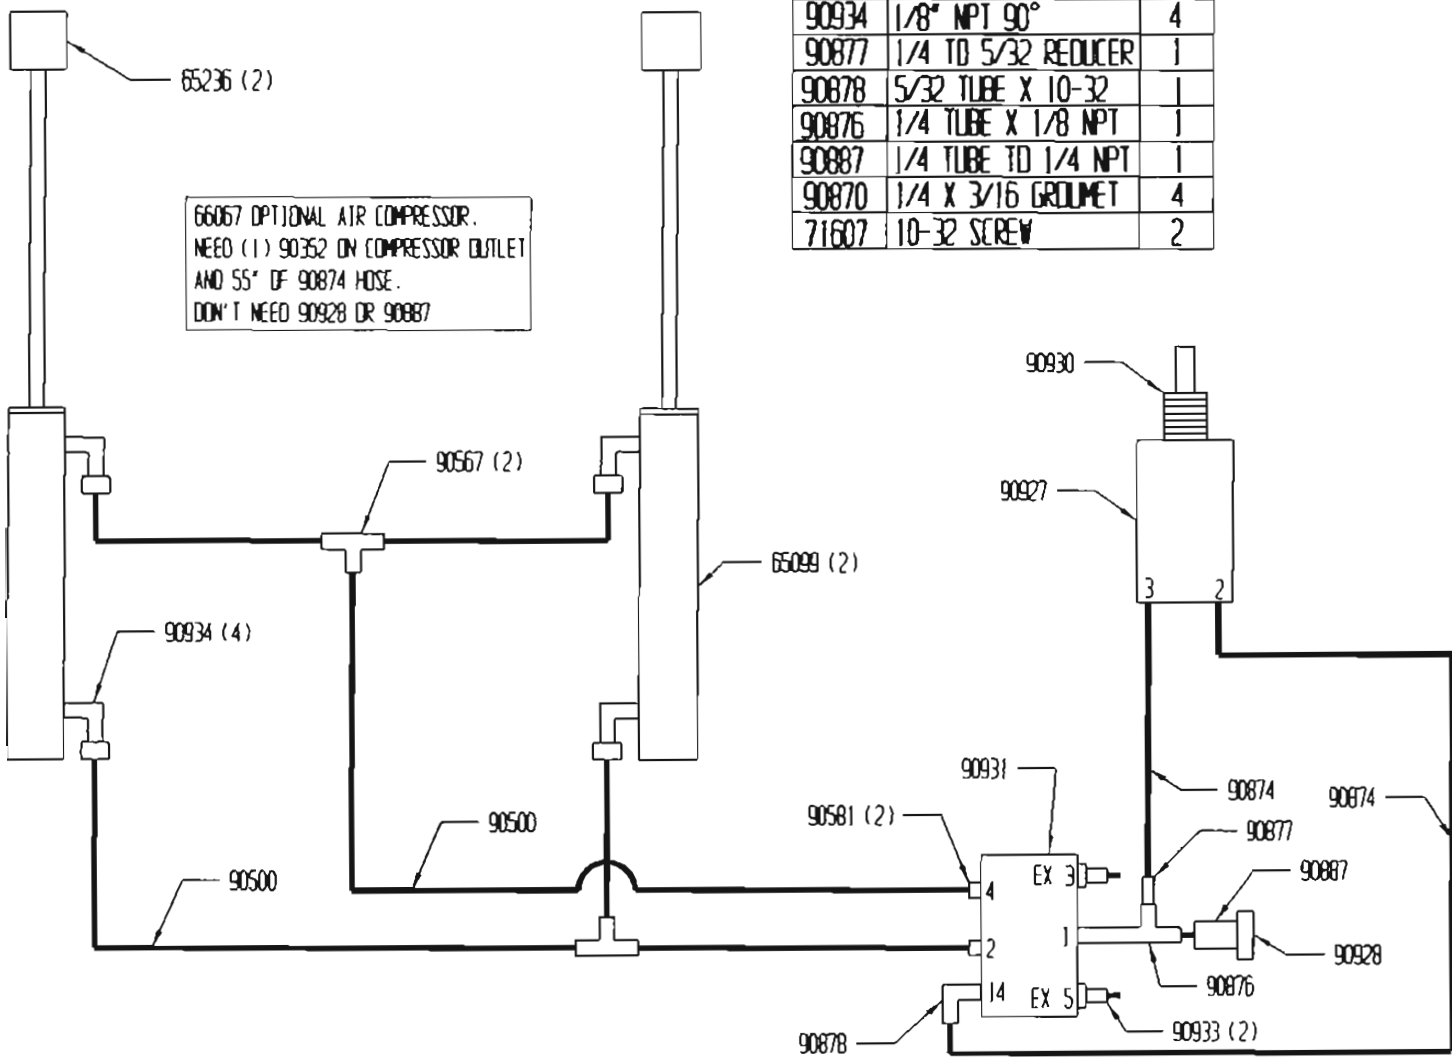 90934 1/8" NPT 90° 4
90877 1/4 TO 5/32 REDUCER 1
90878 5/32 TUBE X 10-32 1
90876 1/4 TUBE X 1/8 NPT 1
90887 1/4 TUBE TO 1/4 NPT 1
90870 1/4 X 3/16 GROUMET 4
71607 10-32 SCREW 2
65236 (2)
66067 OPTIONAL AIR COMPRESSOR.
NEED (1) 90352 ON COMPRESSOR OUTLET
AND 55" OF 90874 HOSE.
DON'T NEED 90928 OR 90887
90930
90567 (2)
90927
65099 (2)
3 2
90934 (4)
90931
90874
90874
90581 (2)
90500
90877
90500
EX 3
90887
4
1
2
90928
90876
14
EX 5
90878
90933 (2)